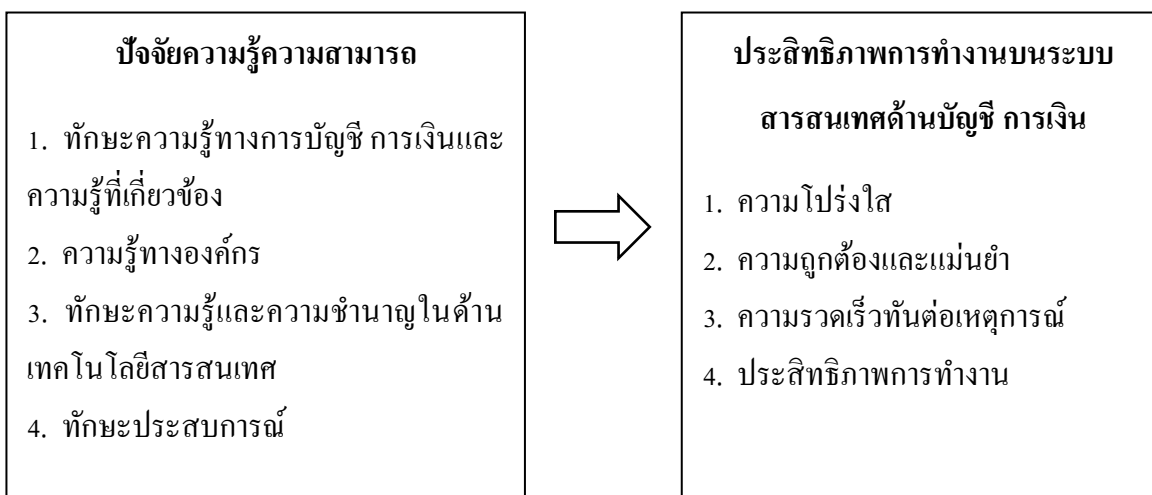 ปัจจัยความรู้ความสามารถ
1. ทักษะความรู้ทางการบัญชี การเงินและ
ความรู้ที่เกี่ยวข้อง
2. ความรู้ทางองค์กร
3. ทักษะความรู้และความชำนาญในด้าน
เทคโนโลยีสารสนเทศ
4. ทักษะประสบการณ์
ประสิทธิภาพการทำงานบนระบบ
สารสนเทศด้านบัญชี การเงิน
1. ความโปร่งใส
2. ความถูกต้องและแม่นยำ
3. ความรวดเร็วทันต่อเหตุการณ์
4. ประสิทธิภาพการทำงาน